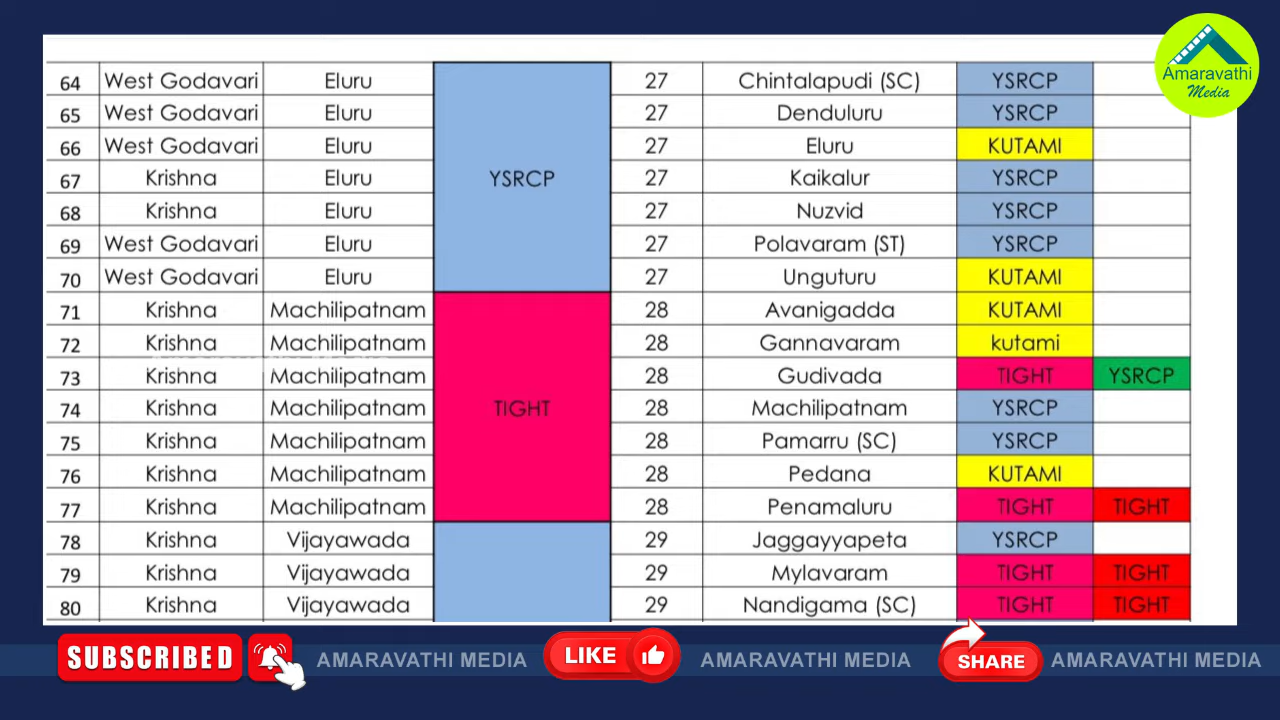 Amaravathi
Media
64 West Godavari Eluru 27 Chintalapudi (SC) YSRCP
65 West Godavari Eluru 27 Denduluru YSRCP
66 West Godavari Eluru 27 Eluru KUTAMI
67 Krishna Eluru YSRCP 27 Kaikalur YSRCP
68 Krishna Eluru 27 Nuzvid YSRCP
69 West Godavari Eluru 27 Polavaram (ST) YSRCP
70 West Godavari Eluru 27 Unguturu KUTAMI
71 Krishna Machilipatnam 28 Avanigadda KUTAMI
72 Krishna Machilipatnam 28 Gannavaram kutami
73 Krishna Machilipatnam 28 Gudivada TIGHT YSRCP
74 Krishna Machilipatnam TIGHT 28 Machilipatnam YSRCP
75 Krishna Machilipatnam 28 Pamarru (SC) YSRCP
76 Krishna Machilipatnam 28 Pedana KUTAMI
77 Krishna Machilipatnam 28 Penamaluru TIGHT TIGHT
78 Krishna Vijayawada 29 Jaggayyapeta YSRCP
79 Krishna Vijayawada 29 Mylavaram TIGHT TIGHT
80 Krishna Vijayawada 29 Nandigama (SC) TIGHT TIGHT
SUBSCRIBED AMARAVATHI MEDIA LIKE AMARAVATHI MEDIA SHARE AMARAVATHI MEDIA